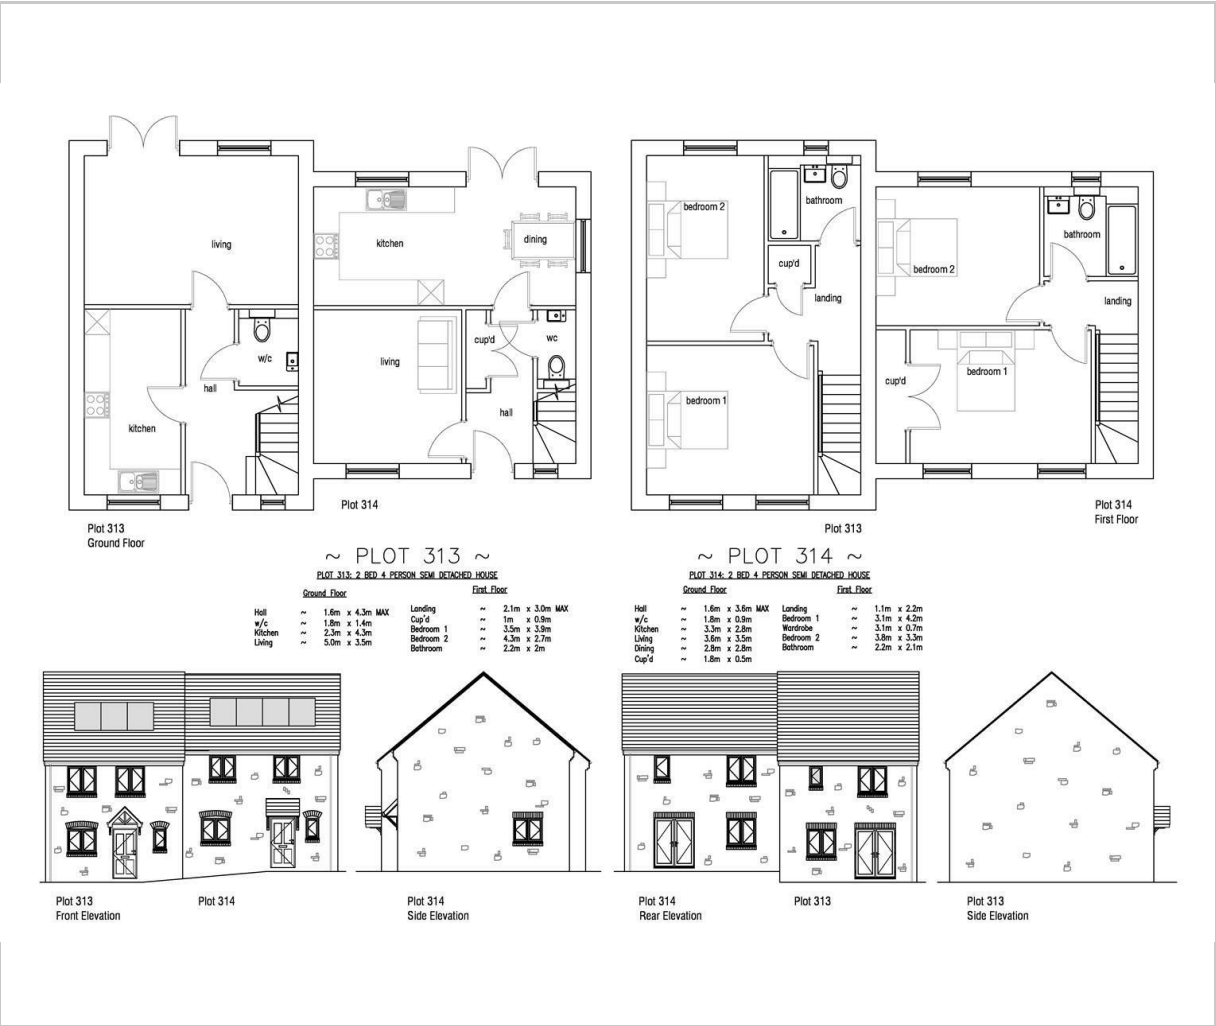 living
kitchen
dining
living
cup'd
wc
w/c
hall
hall
kitchen
Plot 314
Plot 313
Ground Floor
bedroom 2
bathroom
cup'd
landing
bedroom 1
bathroom
bedroom 2
landing
cup'd
bedroom 1
Plot 313
Plot 314
First Floor
~ PLOT 313 ~
PLOT 313: 2 BED 4 PERSON SEMI DETACHED HOUSE
Ground Floor
Hall ~ 1.6m x 4.3m MAX
w/c ~ 1.8m x 1.4m
Kitchen ~ 2.3m x 4.3m
Living ~ 5.0m x 3.5m
First Floor
Landing ~ 2.1m x 3.0m MAX
Cup'd ~ 1m x 0.9m
Bedroom 1 ~ 3.5m x 3.9m
Bedroom 2 ~ 4.3m x 2.7m
Bathroom ~ 2.2m x 2m
~ PLOT 314 ~
PLOT 314: 2 BED 4 PERSON SEMI DETACHED HOUSE
Ground Floor
Hall ~ 1.6m x 3.6m MAX
w/c ~ 1.8m x 0.9m
Kitchen ~ 3.3m x 2.8m
Living ~ 3.6m x 3.5m
Dining ~ 2.8m x 2.8m
Cup'd ~ 1.8m x 0.5m
First Floor
Landing ~ 1.1m x 2.2m
Bedroom 1 ~ 3.1m x 4.2m
Wardrobe ~ 3.1m x 0.7m
Bedroom 2 ~ 3.8m x 3.3m
Bathroom ~ 2.2m x 2.1m
Plot 313
Front Elevation
Plot 314
Plot 314
Side Elevation
Plot 314
Rear Elevation
Plot 313
Plot 313
Side Elevation